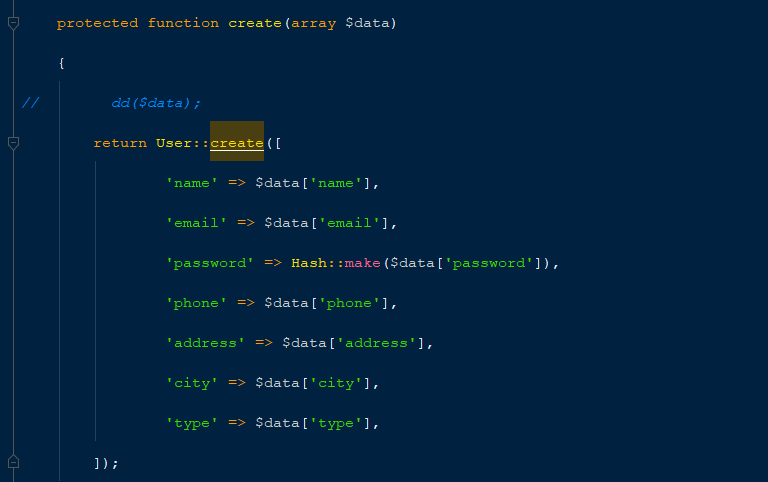 protected function create(array $data)
{
//        dd($data);
return User::create([
'name' => $data['name'],
'email' => $data['email'],
'password' => Hash::make($data['password']),
'phone' => $data['phone'],
'address' => $data['address'],
'city' => $data['city'],
'type' => $data['type'],
]);